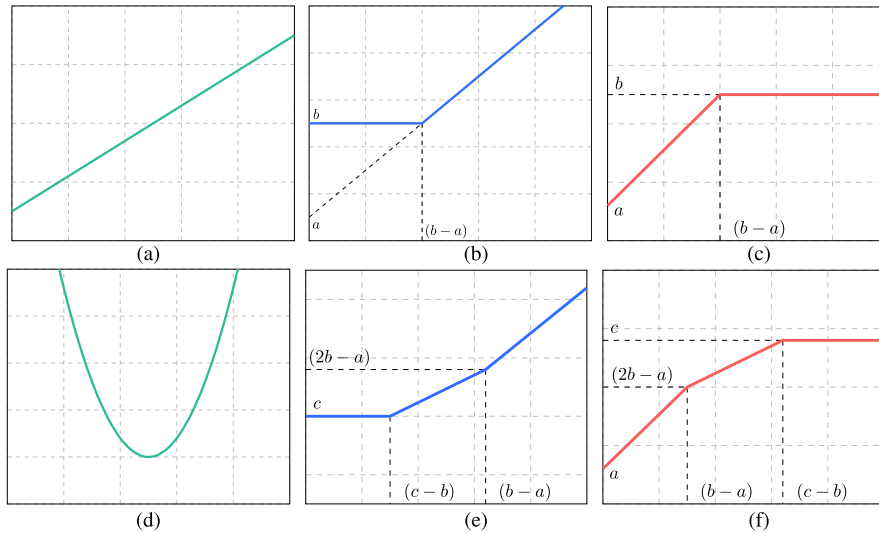 b
a
(b − a)
b
a
(b − a)
(a)
(b)
(c)
(2b − a)
c
(c − b)
(b − a)
c
(2b − a)
a
(b − a)
(c − b)
(d)
(e)
(f)